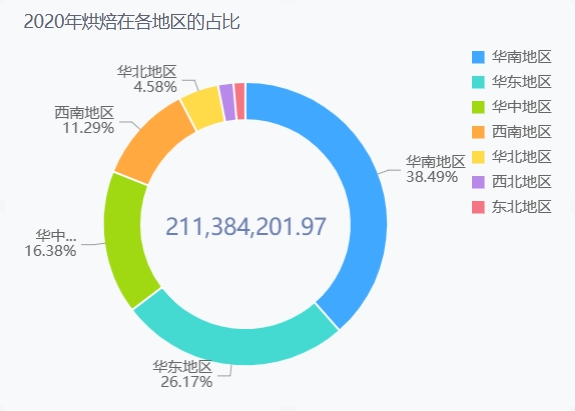 2020年烘焙在各地区的占比
华南地区
华东地区
华中地区
西南地区
华北地区
西北地区
东北地区
华北地区
4.58%
西南地区
11.29%
华南地区
38.49%
华中...
16.38%
211,384,201.97
华东地区
26.17%